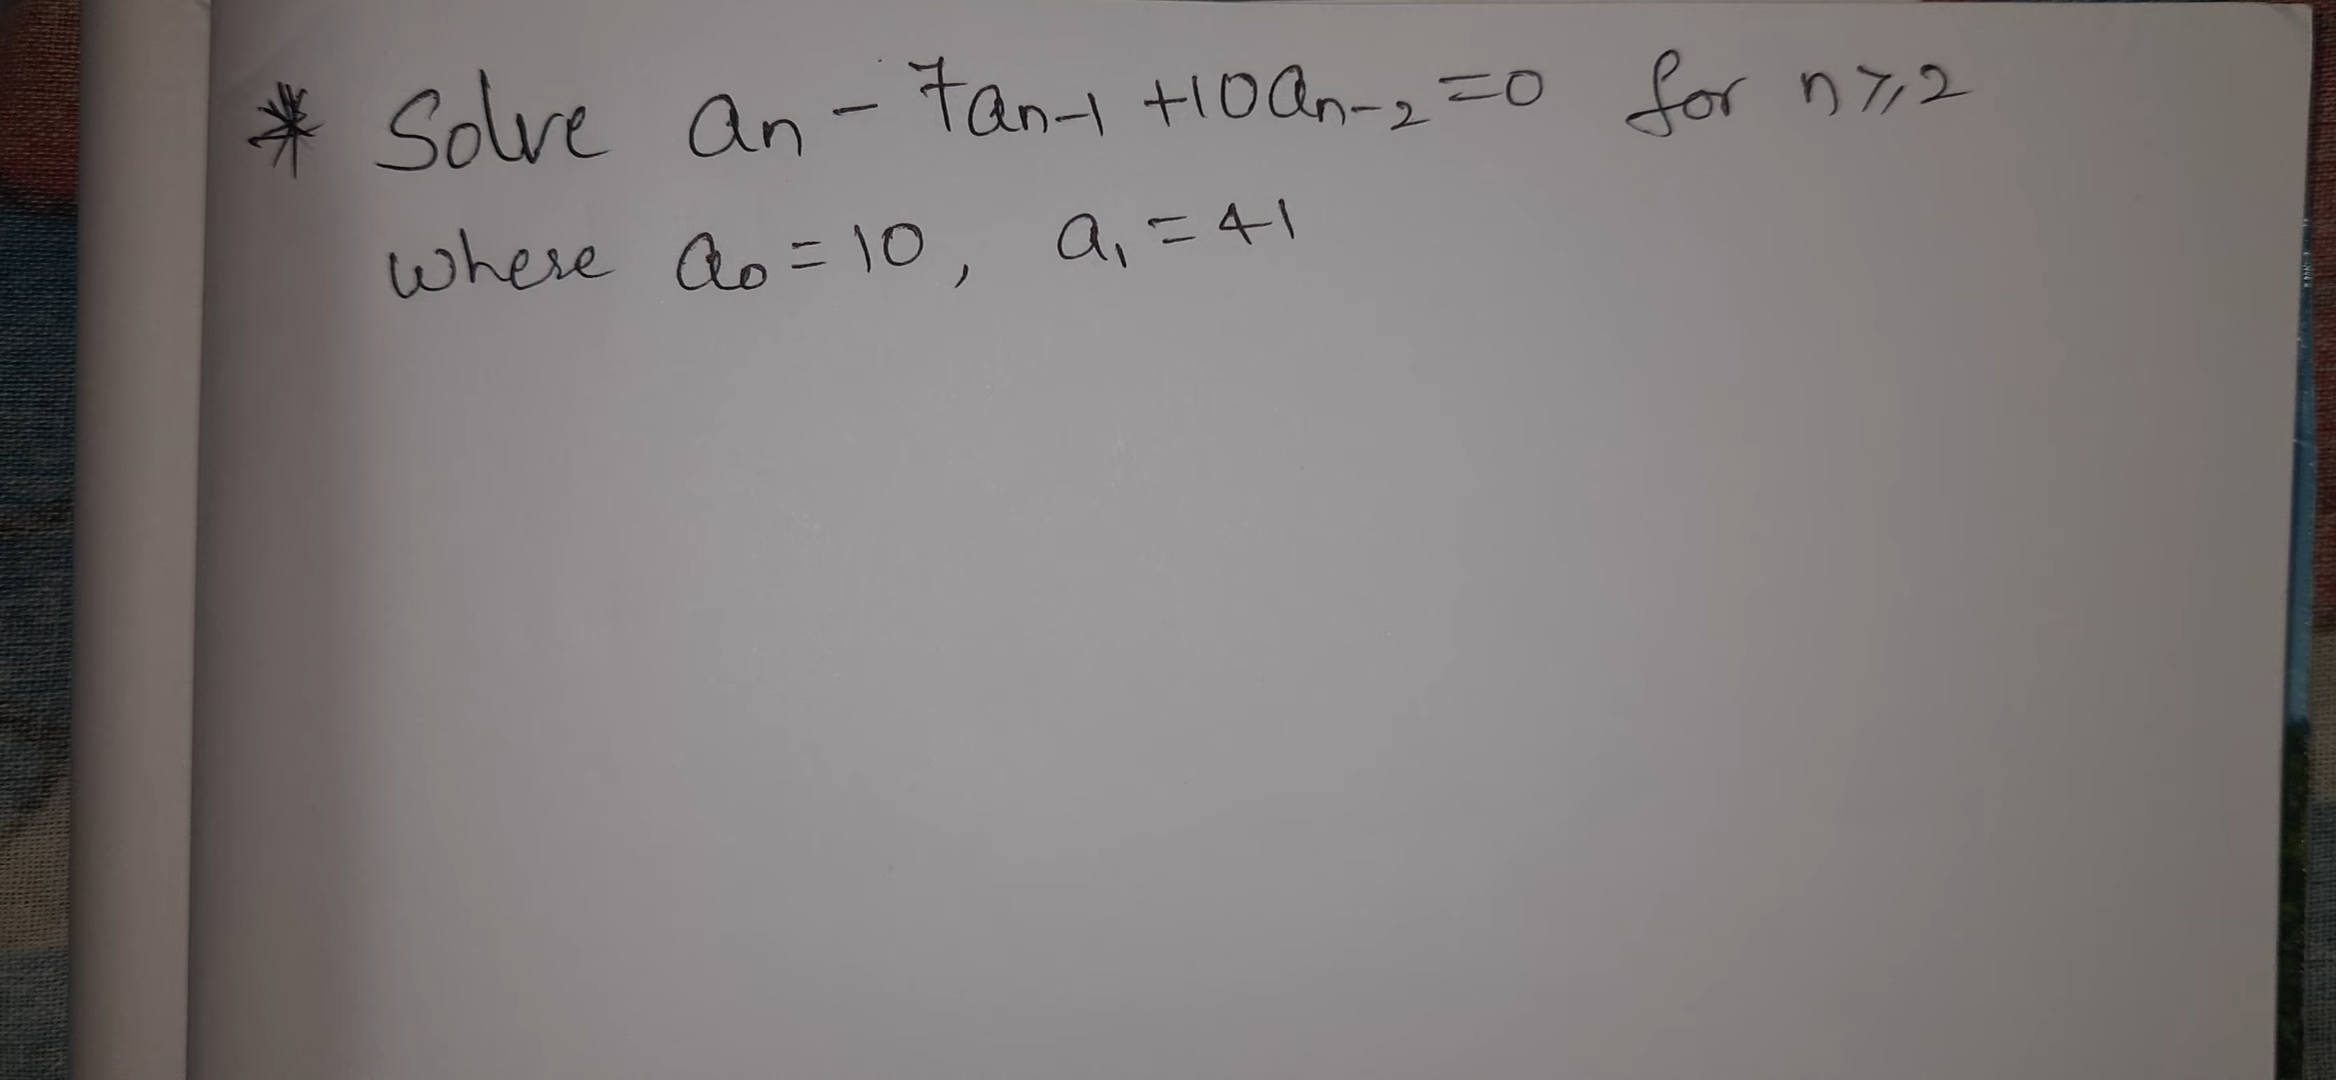 * Solve aₙ - 7aₙ₋₁ + 10aₙ₋₂ = 0 for n ≥ 2
where a₀ = 10, a₁ = 41